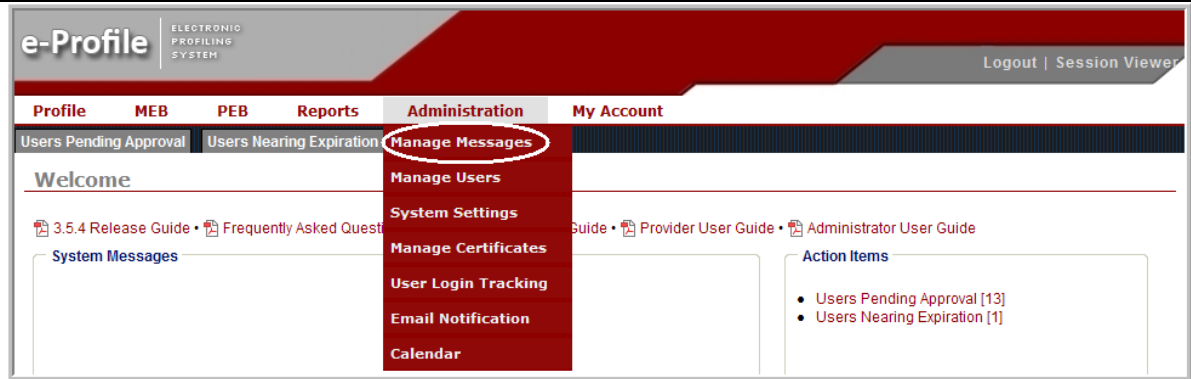 e-Profile
ELECTRONIC
PROFILING
SYSTEM
Logout | Session Viewer
Profile MEB PEB Reports Administration My Account
Users Pending Approval Users Nearing Expiration Manage Messages
Welcome
Manage Users
System Settings
3.5.4 Release Guide • Frequently Asked Questi Guide • Provider User Guide • Administrator User Guide
Manage Certificates
System Messages
Action Items
User Login Tracking
Users Pending Approval [13]
Users Nearing Expiration [1]
Email Notification
Calendar